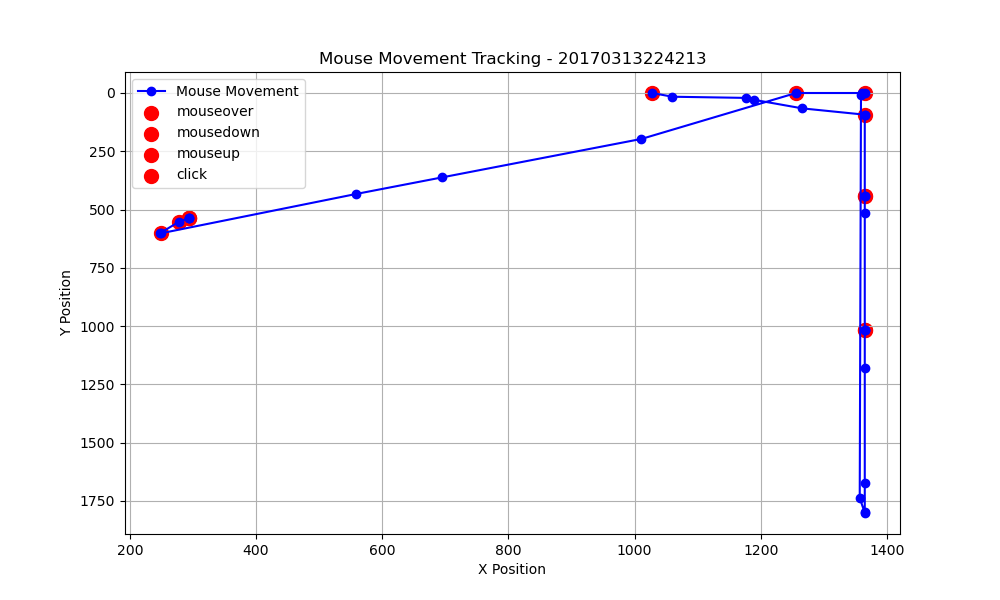 Mouse Movement Tracking - 20170313224213
Mouse Movement
mouseover
mousedown
mouseup
click
0
250
500
750
1000
1250
1500
1750
Y Position
200 400 600 800 1000 1200 1400
X Position